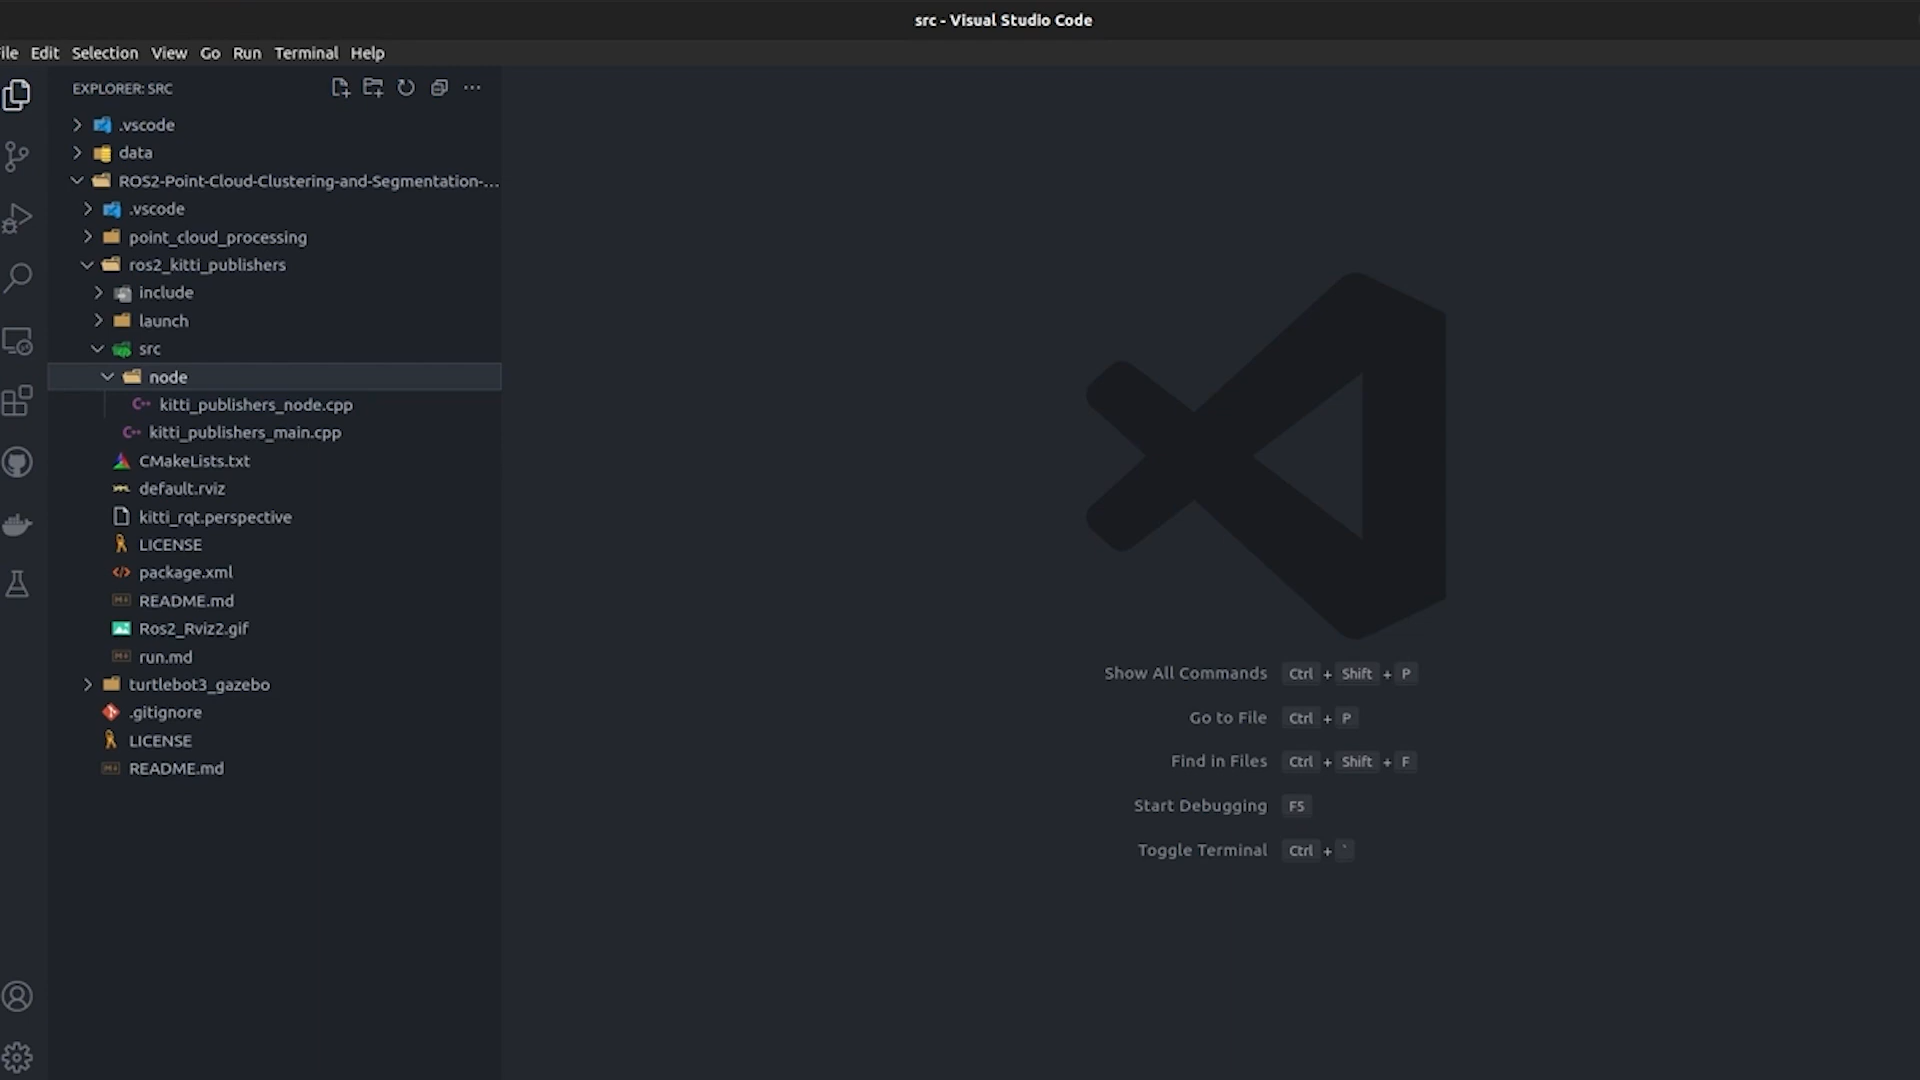 src - Visual Studio Code
ile Edit Selection View Go Run Terminal Help
EXPLORER: SRC
.vscode
data
ROS2-Point-Cloud-Clustering-and-Segmentation-...
.vscode
point_cloud_processing
ros2_kitti_publishers
include
launch
src
node
kitti_publishers_node.cpp
kitti_publishers_main.cpp
CMakeLists.txt
default.rviz
kitti_rqt.perspective
LICENSE
package.xml
README.md
Ros2_Rviz2.gif
run.md
turtlebot3_gazebo
.gitignore
LICENSE
README.md
Show All Commands Ctrl + Shift + P
Go to File Ctrl + P
Find in Files Ctrl + Shift + F
Start Debugging F5
Toggle Terminal Ctrl + `